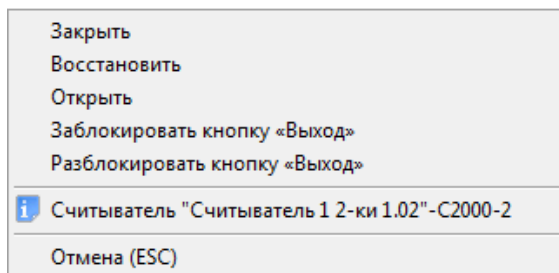 Закрыть
Восстановить
Открыть
Заблокировать кнопку «Выход»
Разблокировать кнопку «Выход»
Считыватель "Считыватель 1 2-ки 1.02"-С2000-2
Отмена (ESC)